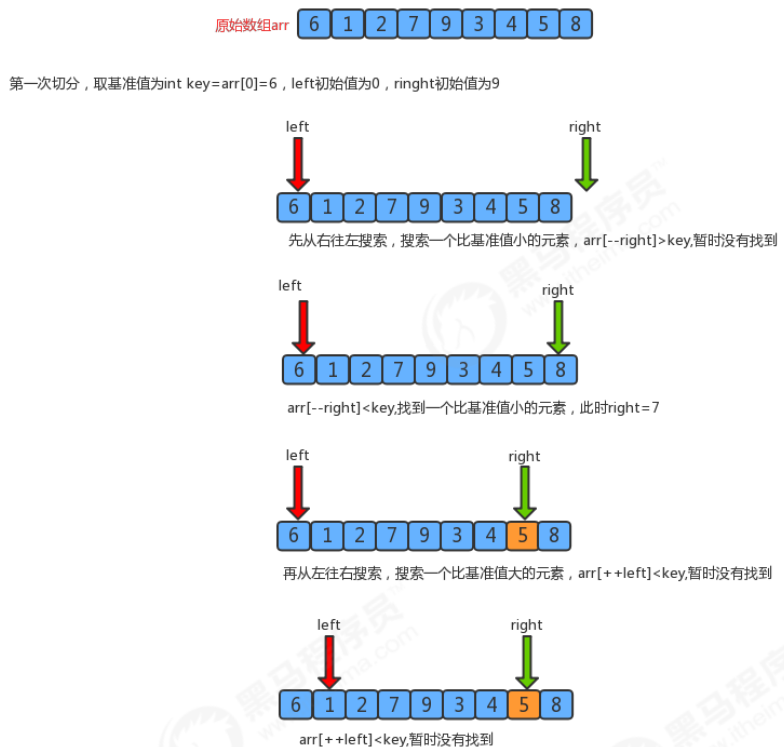 原始数组arr 6 1 2 7 9 3 4 5 8
第一次切分，取基准值为int key=arr[0]=6，left初始值为0，ringht初始值为9
left right
6 1 2 7 9 3 4 5 8
先从右往左搜索，搜索一个比基准值小的元素，arr[--right]>key,暂时没有找到
left right
6 1 2 7 9 3 4 5 8
arr[--right]<key,找到一个比基准值小的元素，此时right=7
left right
6 1 2 7 9 3 4 5 8
再从左往右搜索，搜索一个比基准值大的元素，arr[++left]<key,暂时没有找到
left right
6 1 2 7 9 3 4 5 8
arr[++left]<key,暂时没有找到
黑马程序员™
www.itheima.com
黑马程序员